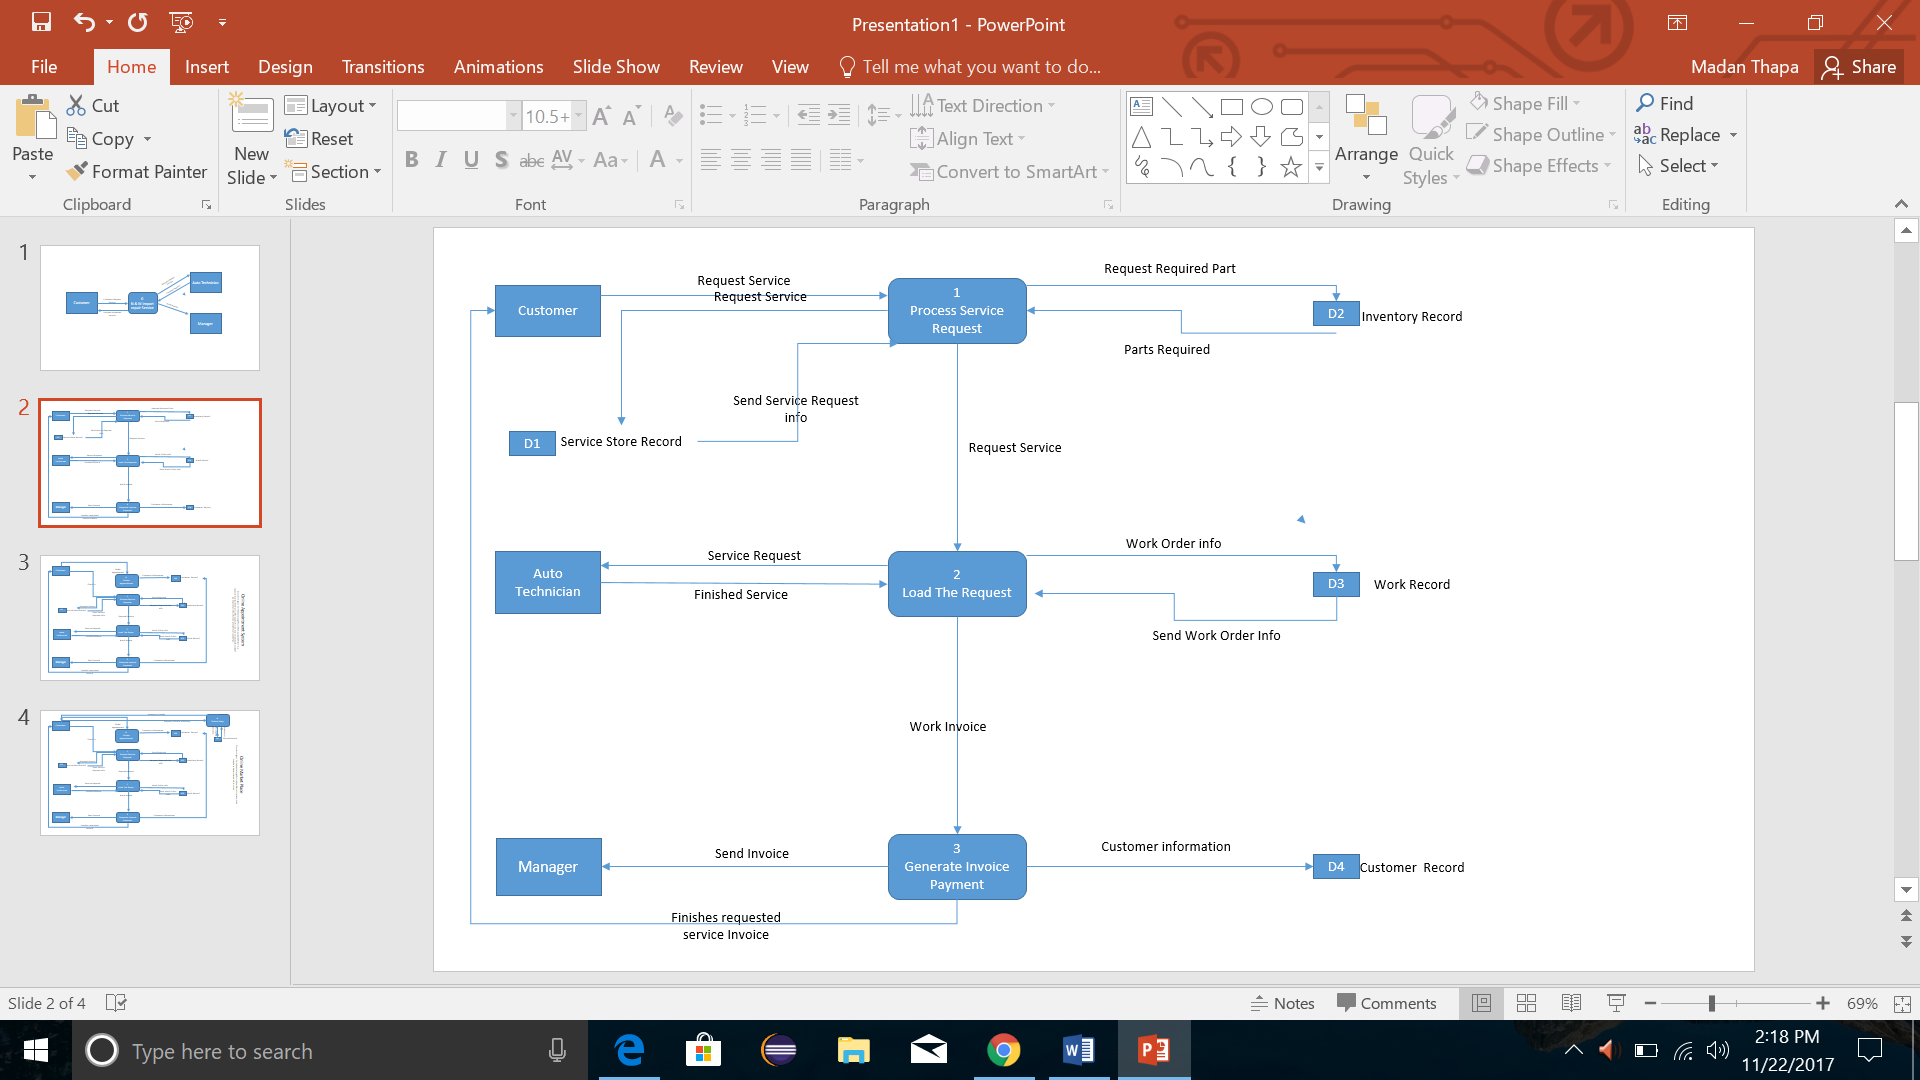 Presentation1 - PowerPoint
File
Home
Insert
Design
Transitions
Animations
Slide Show
Review
View
Tell me what you want to do...
Madan Thapa
Share
Paste
Cut
Copy
Format Painter
Clipboard
New
Slide
Layout
Reset
Section
Slides
10.5+
A A
B I U S abc AV Aa A
Font
Text Direction
Align Text
Convert to SmartArt
Paragraph
Arrange
Quick
Styles
Shape Fill
Shape Outline
Shape Effects
Drawing
Find
Replace
Select
Editing
1
2
3
4
Customer
Request Service
Request Service
1
Process Service
Request
Request Required Part
D2
Inventory Record
Parts Required
Send Service Request
info
D1
Service Store Record
Request Service
Auto
Technician
Service Request
Finished Service
2
Load The Request
Work Order info
D3
Work Record
Send Work Order Info
Work Invoice
Manager
Send Invoice
3
Generate Invoice
Payment
Customer information
D4
Customer Record
Finishes requested
service Invoice
Slide 2 of 4
Notes
Comments
69%
Type here to search
2:18 PM
11/22/2017